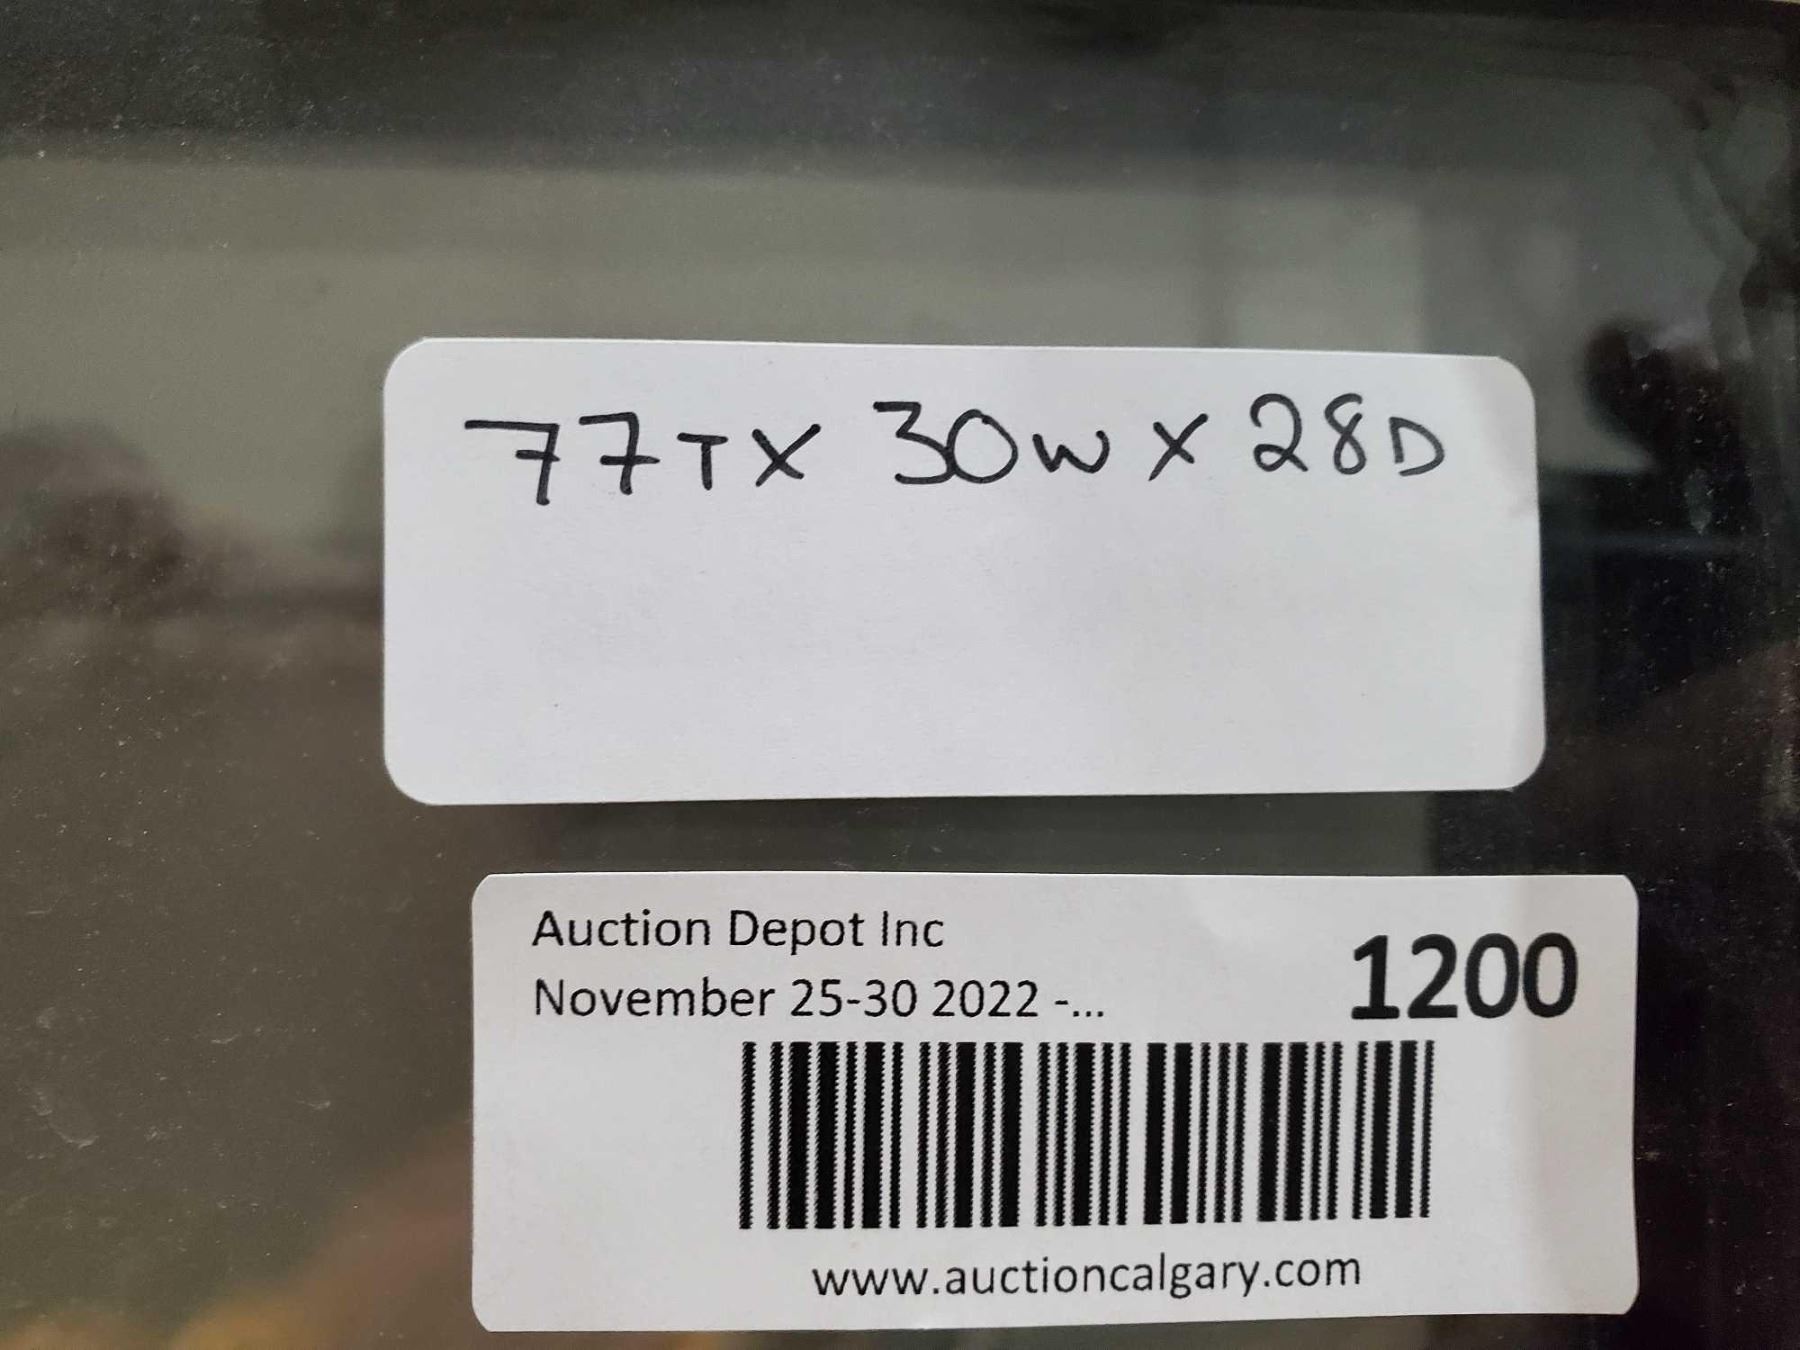 77T X 30W X 28D
Auction Depot Inc
November 25-30 2022 -...
1200
www.auctioncalgary.com